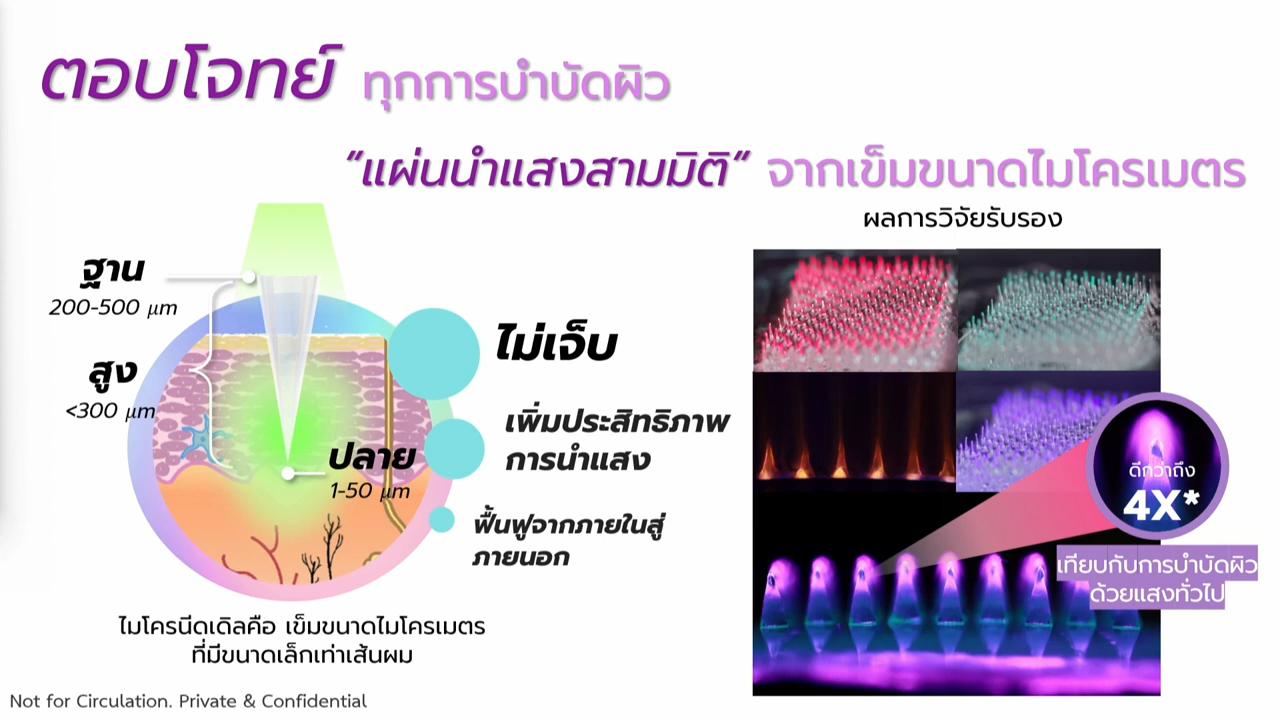 ตอบโจทย์ ทุกการบำบัดผิว
“แผ่นนำแสงสามมิติ” จากเข็มขนาดไมโครเมตร
ผลการวิจัยรับรอง
ฐาน
200-500 μm
สูง
<300 μm
ปลาย
1-50 μm
ไม่เจ็บ
เพิ่มประสิทธิภาพ
การนำแสง
ฟื้นฟูจากภายในสู่
ภายนอก
ดีกว่าถึง
4X*
เทียบกับการบำบัดผิว
ด้วยแสงทั่วไป
ไมโครนีดเดิลคือ เข็มขนาดไมโครเมตร
ที่มีขนาดเล็กเท่าเส้นผม
Not for Circulation. Private & Confidential